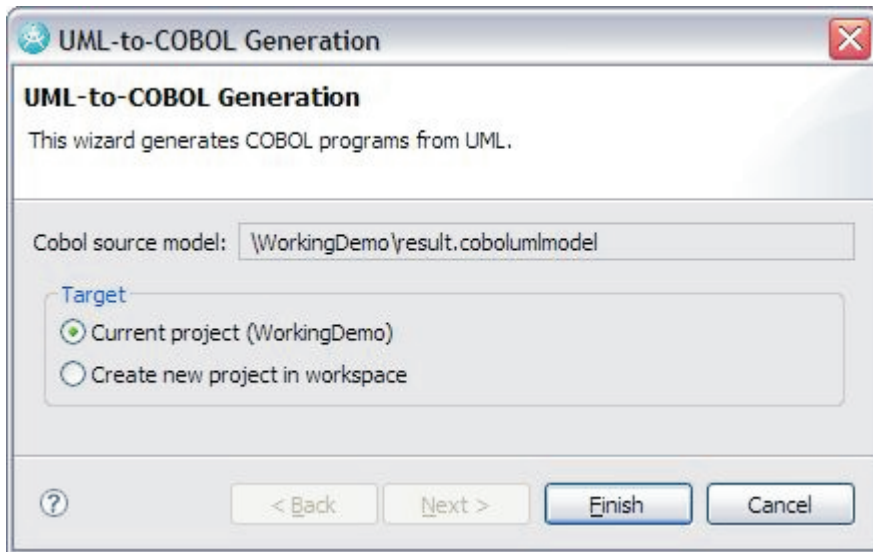 UML-to-COBOL Generation
UML-to-COBOL Generation
This wizard generates COBOL programs from UML.
Cobol source model: \WorkingDemo\result.cobolumlmodel
Target
Current project (WorkingDemo)
Create new project in workspace
? < Back Next > Finish Cancel